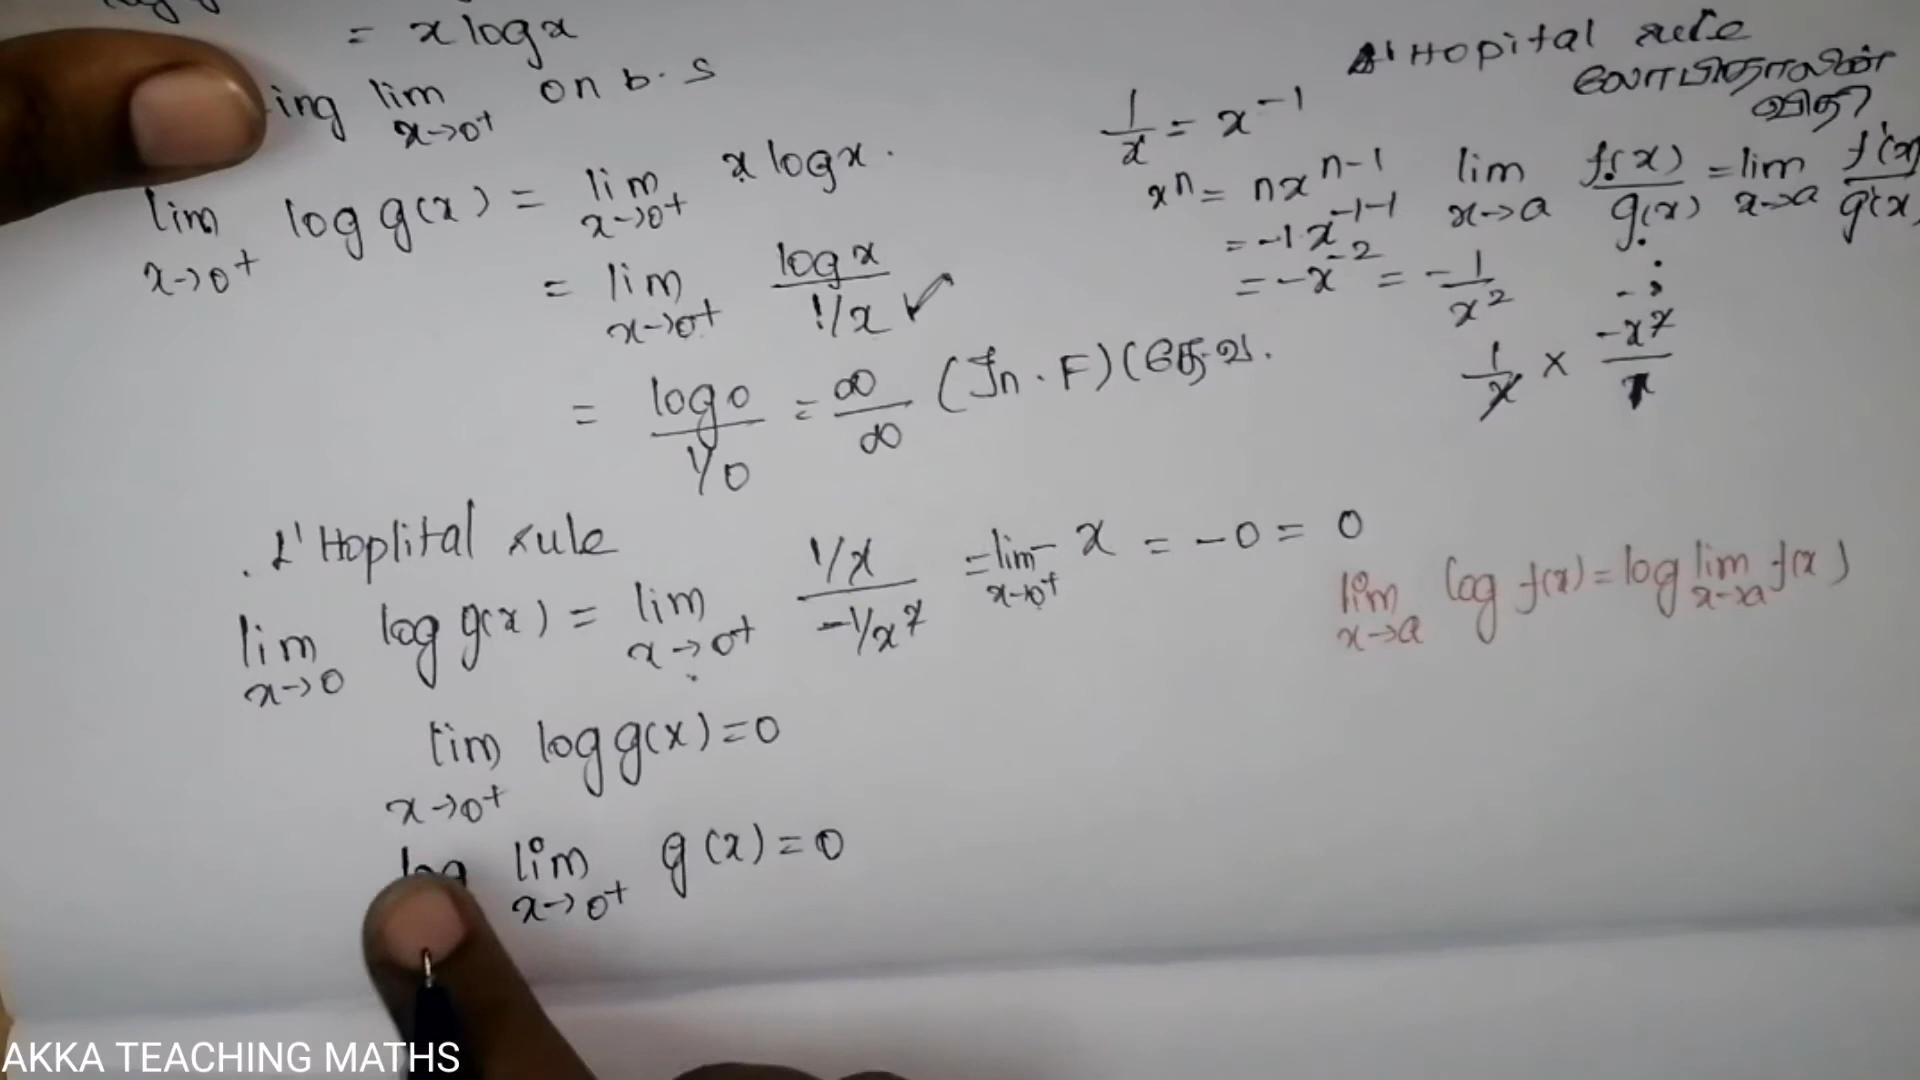 = x log x
ing lim x→0+ on b.s
lim x→0+ log g(x) = lim x→0+ x log x.
= lim x→0+ log x / 1/x ✓
= log 0 / 1/0 = ∞/∞ (In.F) (தே.வ.
L'Hoplital rule
lim x→0 log g(x) = lim x→0+ 1/x / -1/x² = lim x→0+ - x = -0 = 0
lim x→0+ log g(x) = 0
log lim x→0+ g(x) = 0
l'Hopital rule
லோபிதாலின்
விதி
1/x = x^-1
x^n = nx^n-1
= -1 x^-1-1
= -x^-2 = -1/x²
lim x→a f(x)/g(x) = lim x→a f'(x)/g'(x)
1/x × -x²/1
lim x→a log f(x) = log lim x→a f(x)
AKKA TEACHING MATHS